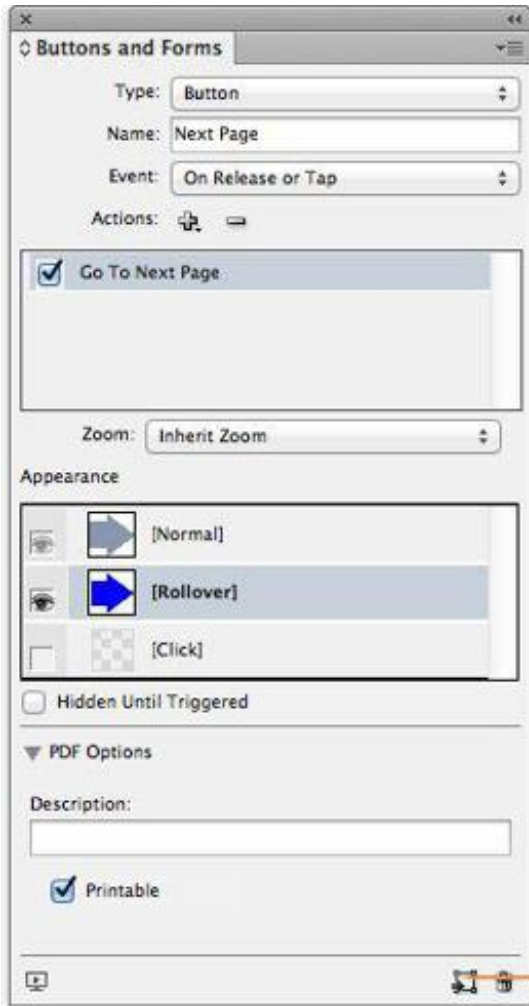 Buttons and Forms
Type: Button
Name: Next Page
Event: On Release or Tap
Actions:
Go To Next Page
Zoom: Inherit Zoom
Appearance
[Normal]
[Rollover]
[Click]
Hidden Until Triggered
PDF Options
Description:
Printable